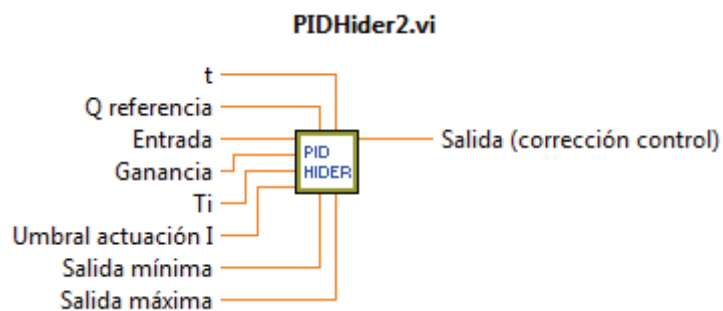 PIDHider2.vi
t
Q referencia
Entrada
Ganancia
Ti
Umbral actuación I
Salida mínima
Salida máxima
PID
HIDER
Salida (corrección control)